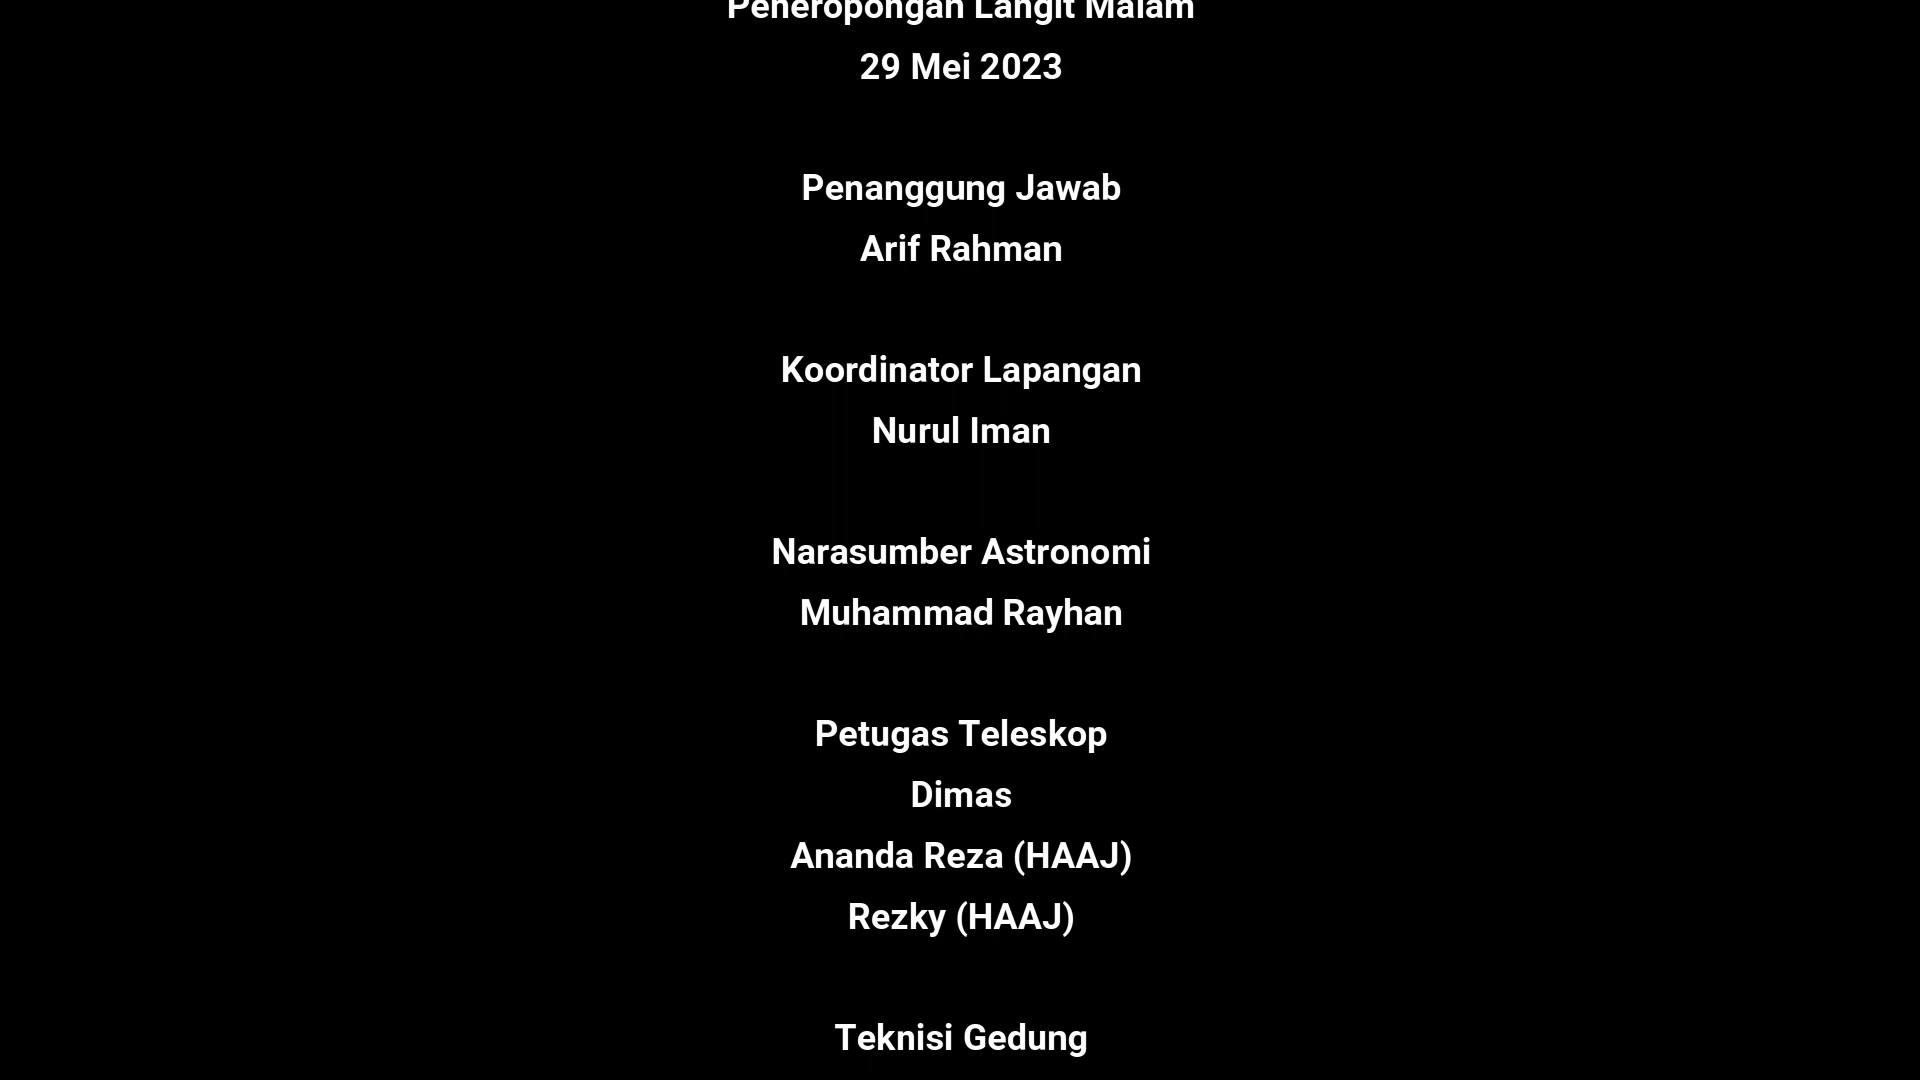 Peneropongan Langit Malam
29 Mei 2023
Penanggung Jawab
Arif Rahman
Koordinator Lapangan
Nurul Iman
Narasumber Astronomi
Muhammad Rayhan
Petugas Teleskop
Dimas
Ananda Reza (HAAJ)
Rezky (HAAJ)
Teknisi Gedung